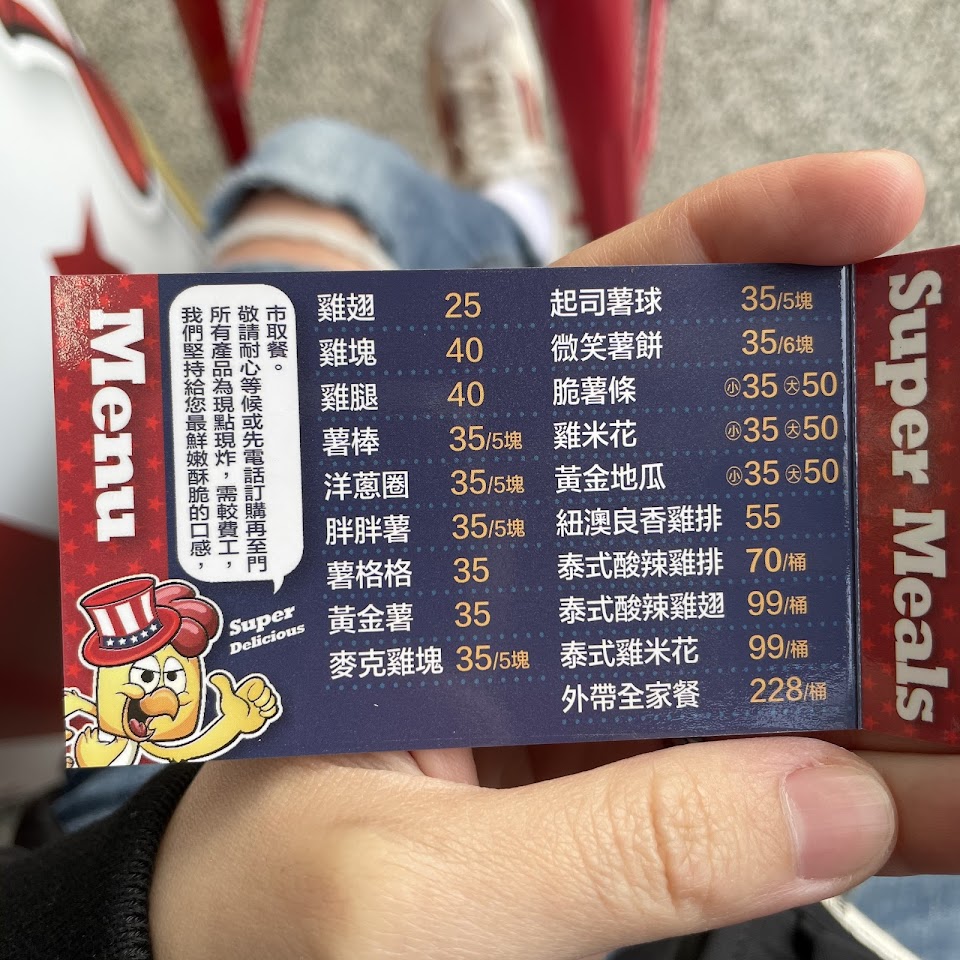 Menu
我們堅持給您最鮮嫩酥脆的口感，
所有產品為現點現炸，需較費工，
敬請耐心等候或先電話訂購再至門
市取餐。
Super
Delicious
雞翅 25
雞塊 40
雞腿 40
薯棒 35/5塊
洋蔥圈 35/5塊
胖胖薯 35/5塊
薯格格 35
黃金薯 35
麥克雞塊 35/5塊
起司薯球 35/5塊
微笑薯餅 35/6塊
脆薯條 小35 大50
雞米花 小35 大50
黃金地瓜 小35 大50
紐澳良香雞排 55
泰式酸辣雞排 70/桶
泰式酸辣雞翅 99/桶
泰式雞米花 99/桶
外帶全家餐 228/桶
Super Meals